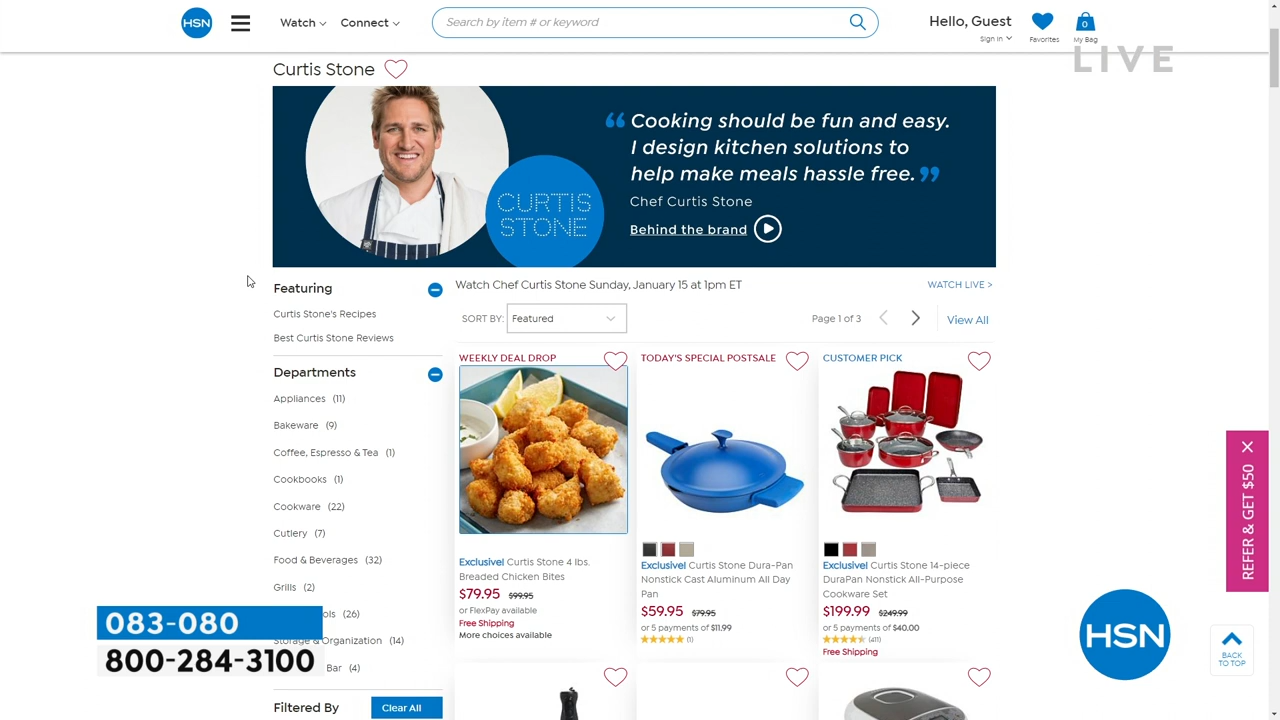 HSN
Watch
Connect
Search by item # or keyword
Hello, Guest
Sign In
Favorites
0
My Bag
LIVE
Curtis Stone
CURTIS
STONE
“ Cooking should be fun and easy.
I design kitchen solutions to
help make meals hassle free. ”
Chef Curtis Stone
Behind the brand
Featuring
Curtis Stone's Recipes
Best Curtis Stone Reviews
Departments
Appliances (11)
Bakeware (9)
Coffee, Espresso & Tea (1)
Cookbooks (1)
Cookware (22)
Cutlery (7)
Food & Beverages (32)
Grills (2)
ols (26)
Storage & Organization (14)
Bar (4)
Filtered By
Clear All
083-080
800-284-3100
Watch Chef Curtis Stone Sunday, January 15 at 1pm ET
WATCH LIVE >
SORT BY: Featured
Page 1 of 3
View All
WEEKLY DEAL DROP
Exclusive! Curtis Stone 4 lbs.
Breaded Chicken Bites
$79.95 $99.95
or FlexPay available
Free Shipping
More choices available
TODAY'S SPECIAL POSTSALE
Exclusive! Curtis Stone Dura-Pan
Nonstick Cast Aluminum All Day
Pan
$59.95 $79.95
or 5 payments of $11.99
(1)
CUSTOMER PICK
Exclusive! Curtis Stone 14-piece
DuraPan Nonstick All-Purpose
Cookware Set
$199.99 $249.99
or 5 payments of $40.00
(411)
Free Shipping
REFER & GET $50
HSN
BACK
TO TOP